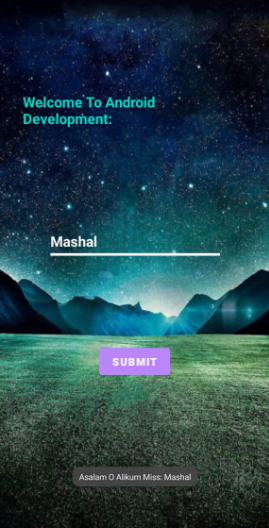 Welcome To Android
Development:
Mashal
SUBMIT
Asalam O Alikum Miss: Mashal